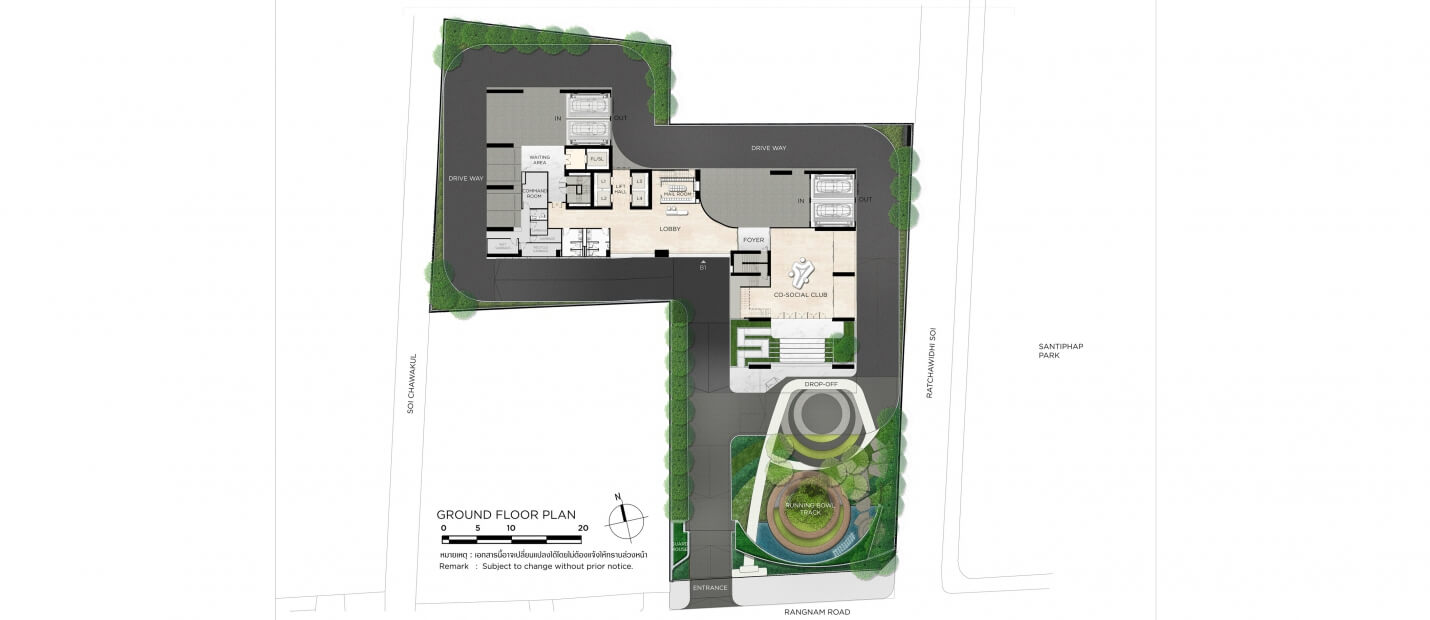 IN
OUT
DRIVE WAY
WAITING
AREA
FL/SL
DRIVE WAY
COMMAND
ROOM
L1
L2
LIFT
HALL
L3
L4
MAIL ROOM
IN
OUT
LOBBY
FOYER
B1
CO-SOCIAL CLUB
DROP-OFF
RUNNING BOWL
TRACK
GUARD
HOUSE
ENTRANCE
SOI CHAWAKUL
RATCHAWIDHI SOI
SANTIPHAP
PARK
RANGNAM ROAD
N
GROUND FLOOR PLAN
0 5 10 20
หมายเหตุ : เอกสารนี้อาจเปลี่ยนแปลงได้โดยไม่ต้องแจ้งให้ทราบล่วงหน้า
Remark : Subject to change without prior notice.